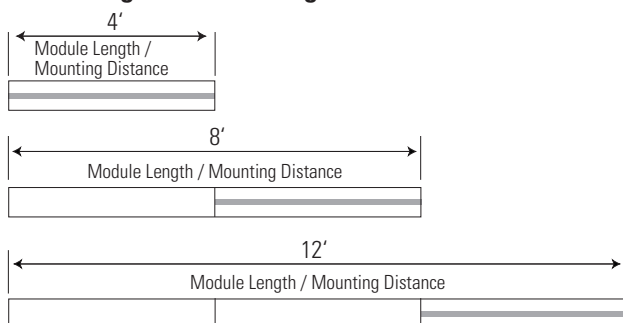 4'
Module Length /
Mounting Distance
8'
Module Length / Mounting Distance
12'
Module Length / Mounting Distance